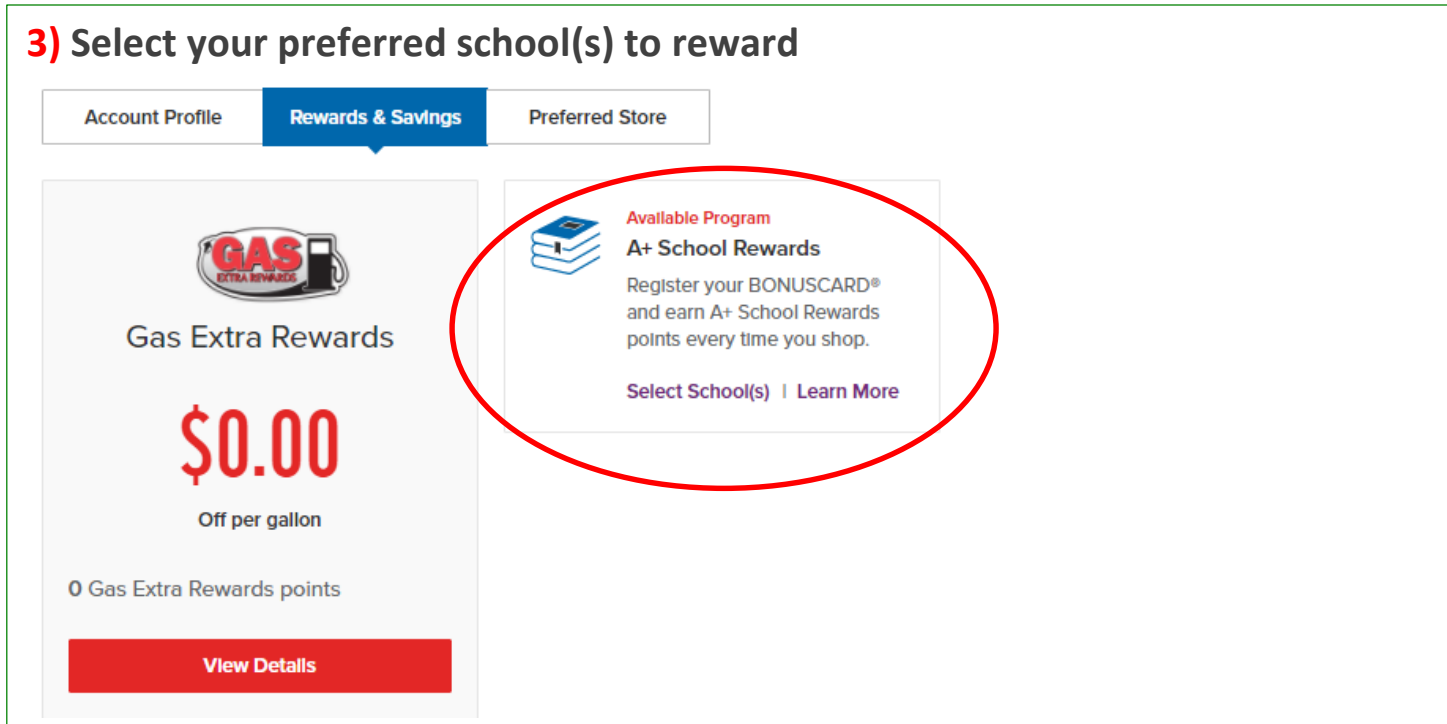 3) Select your preferred school(s) to reward
Account Profile
Rewards & Savings
Preferred Store
GAS
EXTRA REWARDS
Gas Extra Rewards
$0.00
Off per gallon
0 Gas Extra Rewards points
View Details
Available Program
A+ School Rewards
Register your BONUSCARD®
and earn A+ School Rewards
points every time you shop.
Select School(s) | Learn More